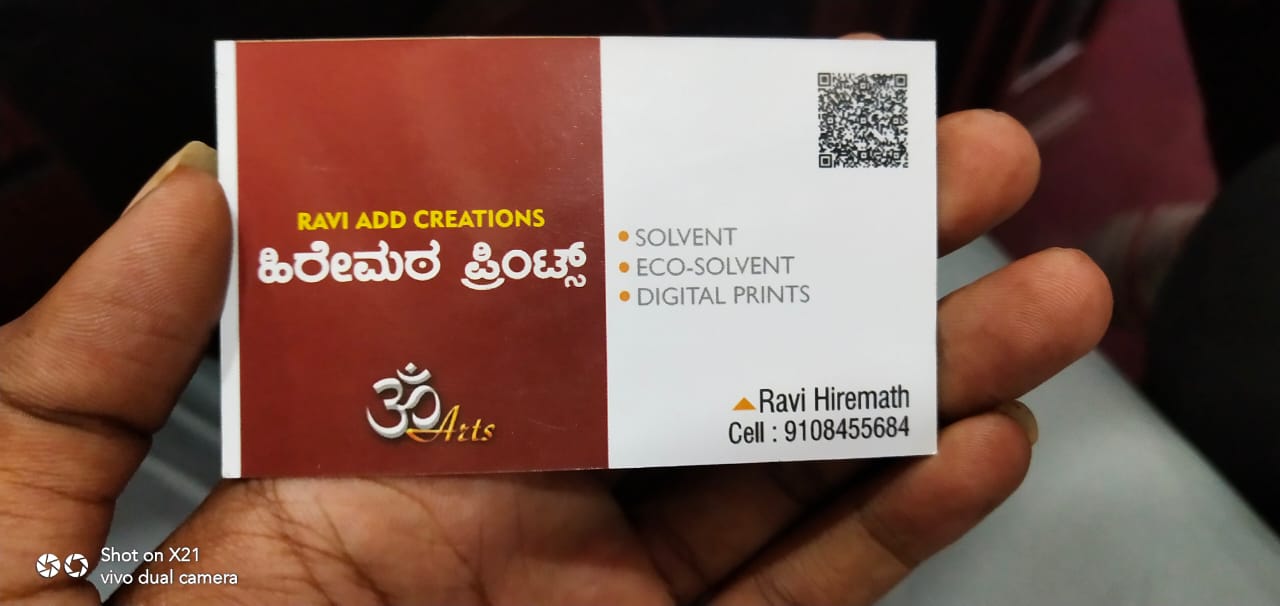 RAVI ADD CREATIONS
ಹಿರೇಮಠ ಪ್ರಿಂಟ್ಸ್
ॐ Arts
SOLVENT
ECO-SOLVENT
DIGITAL PRINTS
Ravi Hiremath
Cell : 9108455684
Shot on X21
vivo dual camera